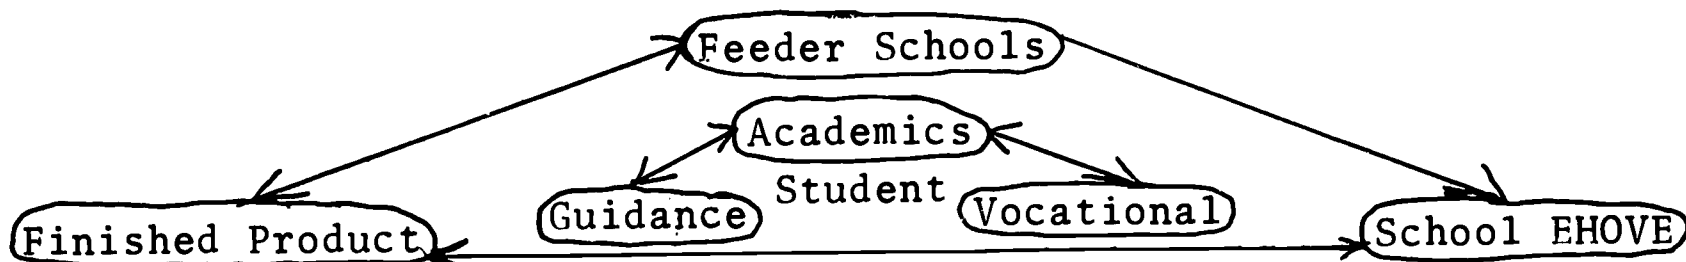 Feeder Schools
Academics
Student
Guidance
Vocational
Finished Product
School EHOVE